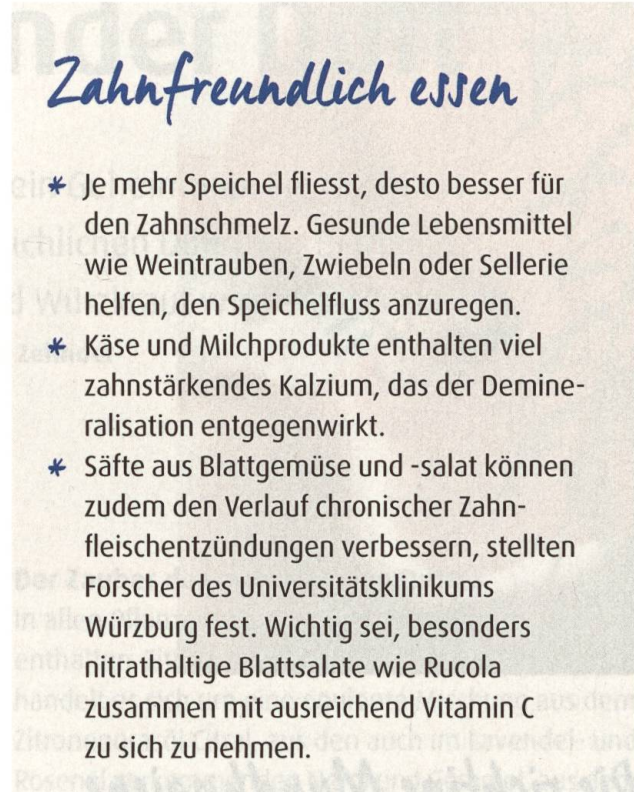 Zahnfreundlich essen
* Je mehr Speichel fliesst, desto besser für
den Zahnschmelz. Gesunde Lebensmittel
wie Weintrauben, Zwiebeln oder Sellerie
helfen, den Speichelfluss anzuregen.
* Käse und Milchprodukte enthalten viel
zahnstärkendes Kalzium, das der Demine-
ralisation entgegenwirkt.
* Säfte aus Blattgemüse und -salat können
zudem den Verlauf chronischer Zahn-
fleischentzündungen verbessern, stellten
Forscher des Universitätsklinikums
Würzburg fest. Wichtig sei, besonders
nitrathaltige Blattsalate wie Rucola
zusammen mit ausreichend Vitamin C
zu sich zu nehmen.